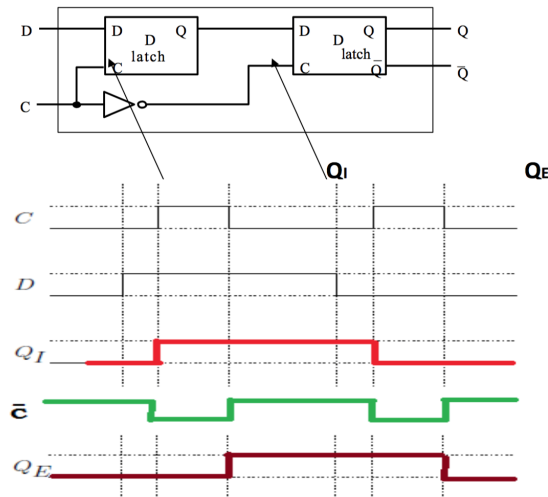 D D Q D Q Q
D D
latch latch Q̅
C C Q̅
C
QI QE
C
D
QI
c̄
QE